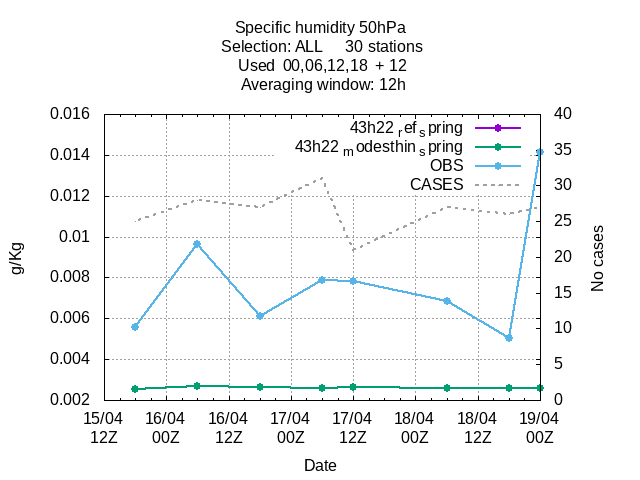 Specific humidity 50hPa
Selection: ALL 30 stations
Used 00,06,12,18 + 12
Averaging window: 12h
43h22 ref spring
43h22 modesthin spring
OBS
CASES
0.016
0.014
0.012
0.01
0.008
0.006
0.004
0.002
40
35
30
25
20
15
10
5
0
g/Kg
No cases
15/04 16/04 16/04 17/04 17/04 18/04 18/04 19/04
12Z 00Z 12Z 00Z 12Z 00Z 12Z 00Z
Date